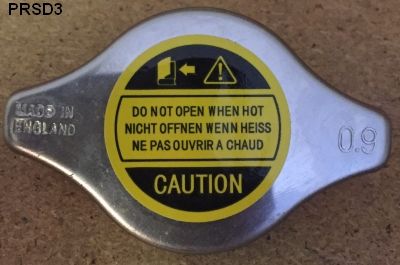 PRSD3
MADE IN
ENGLAND
DO NOT OPEN WHEN HOT
NICHT OFFNEN WENN HEISS
NE PAS OUVRIR A CHAUD
CAUTION
0.9